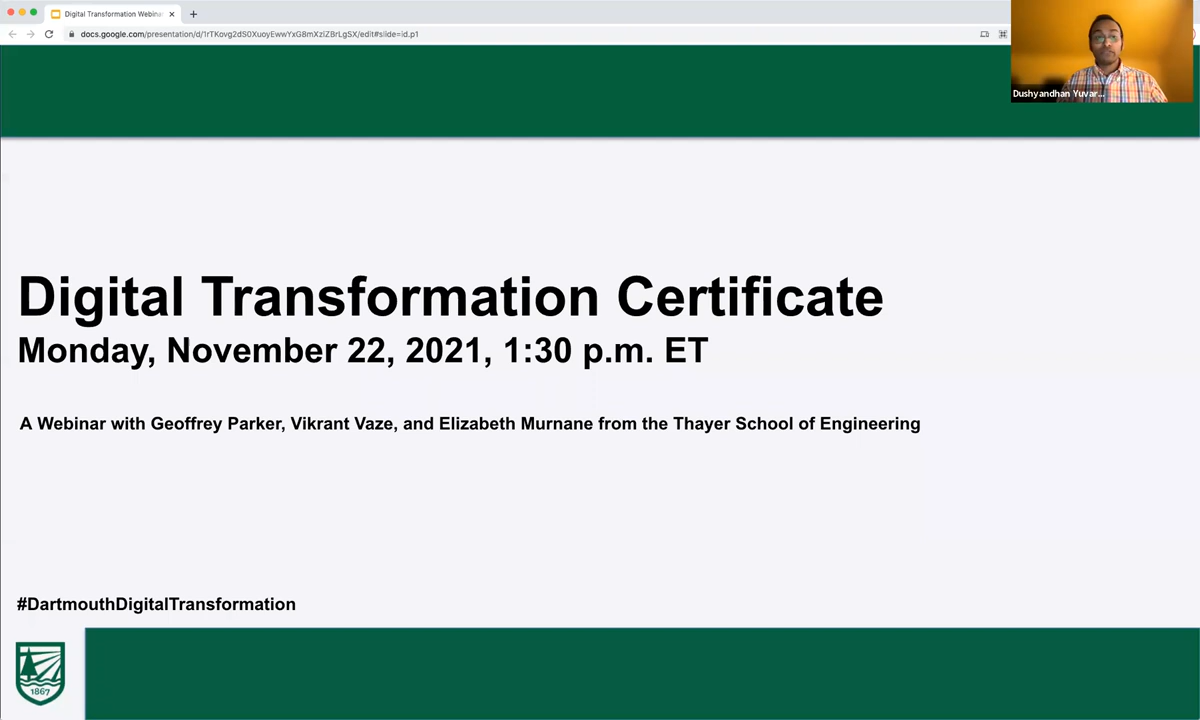 Digital Transformation Webina
docs.google.com/presentation/d/1rTKovg2dS0XuoyEwwYxG8mXzlZBrLgSX/edit#slide=id.p1
Dushyandhan Yuvar...
Digital Transformation Certificate
Monday, November 22, 2021, 1:30 p.m. ET
A Webinar with Geoffrey Parker, Vikrant Vaze, and Elizabeth Murnane from the Thayer School of Engineering
#DartmouthDigitalTransformation
1867